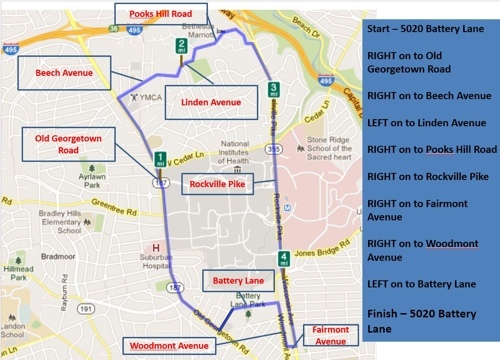 Pooks Hill Road
Bethesda
Marriott
36
495
495
495
Beach Dr
2
mi
Beech Avenue
YMCA
Linden Avenue
3
mi
Capital
Cedar Ln
Old Georgetown
Road
1
mi
W Cedar Ln
National
Institutes
of Health
355
Stone Ridge
School of the
Sacred heart
Ayrlawn
Park
187
Rockville Pike
Rockville Pike
Greentree Rd
Bradley Hills
Elementary
School
Bradmoor
H
Suburban
Hospital
M
4
mi
Jones Bridge Rd
Hillmead
Park
Rayburn Rd
187
191
Battery Lane
Battery
Lane Park
Old Georgetown Rd
Landon
School
Woodmont Avenue
Fairmont
Avenue
Start – 5020 Battery Lane
RIGHT on to Old
Georgetown Road
RIGHT on to Beech Avenue
LEFT on to Linden Avenue
RIGHT on to Pooks Hill Road
RIGHT on to Rockville Pike
RIGHT on to Fairmont
Avenue
RIGHT on to Woodmont
Avenue
LEFT on to Battery Lane
Finish – 5020 Battery
Lane